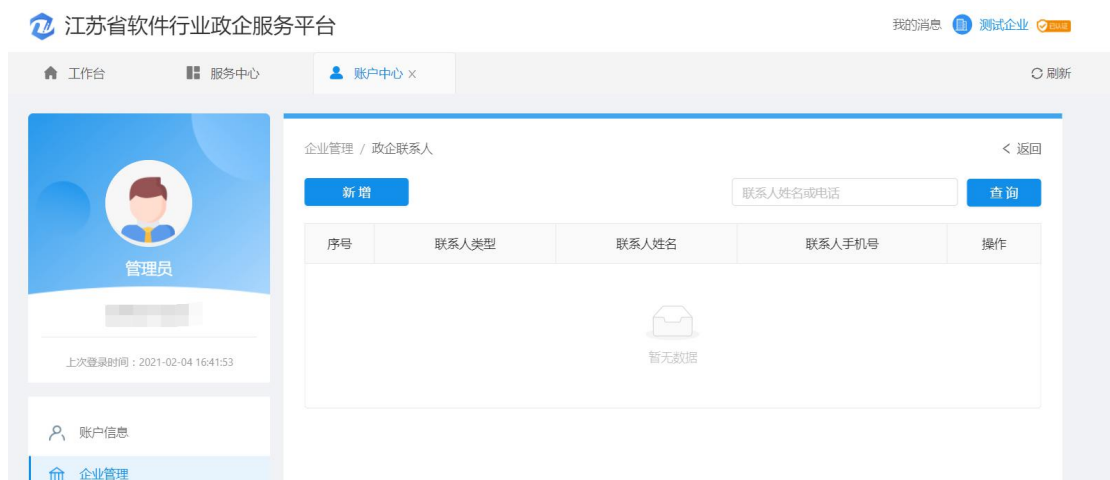 江苏省软件行业政企服务平台
我的消息 测试企业
工作台 服务中心 账户中心 × 刷新
企业管理 / 政企联系人 < 返回
新增 联系人姓名或电话 查询
序号 联系人类型 联系人姓名 联系人手机号 操作
管理员
暂无数据
上次登录时间：2021-02-04 16:41:53
账户信息
企业管理